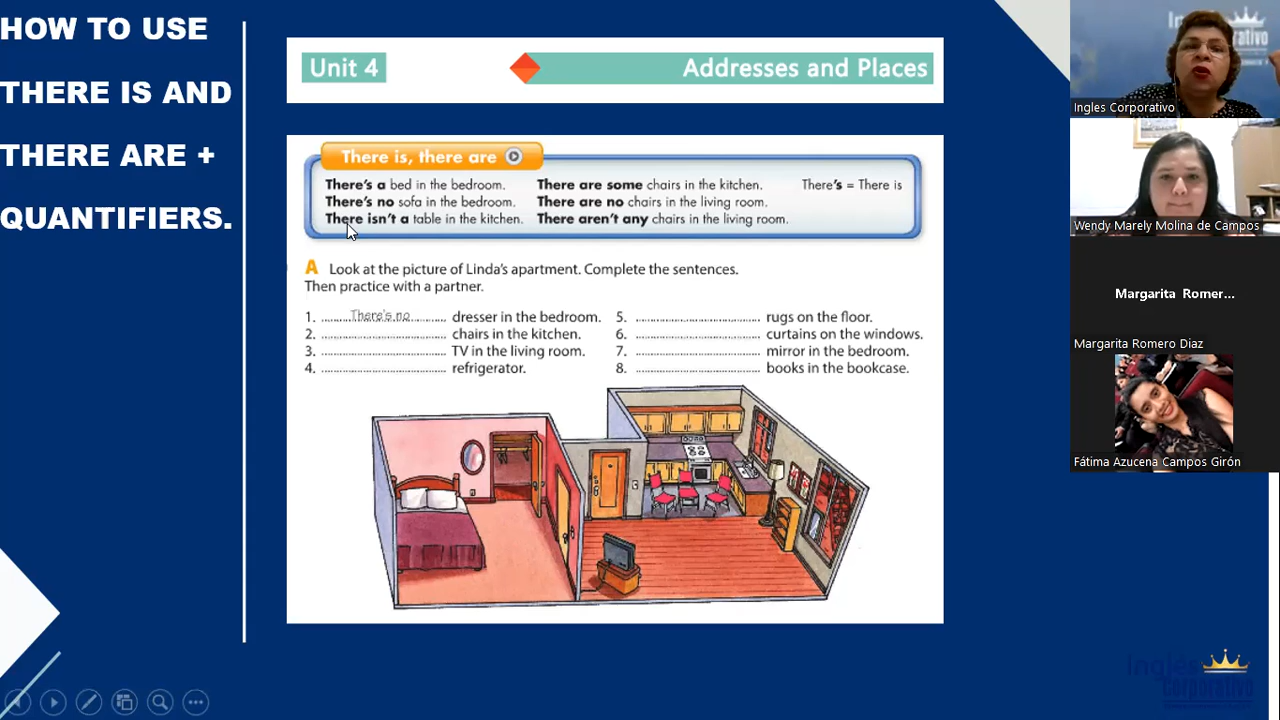 HOW TO USE
THERE IS AND
THERE ARE +
QUANTIFIERS.
Unit 4
Addresses and Places
There is, there are
There's a bed in the bedroom.
There's no sofa in the bedroom.
There isn't a table in the kitchen.
There are some chairs in the kitchen.
There are no chairs in the living room.
There aren't any chairs in the living room.
There's = There is
A Look at the picture of Linda's apartment. Complete the sentences.
Then practice with a partner.
1. There's no dresser in the bedroom.
2. chairs in the kitchen.
3. TV in the living room.
4. refrigerator.
5. rugs on the floor.
6. curtains on the windows.
7. mirror in the bedroom.
8. books in the bookcase.
Ingles Corporativo
Wendy Marely Molina de Campos
Margarita Romer...
Margarita Romero Diaz
Fátima Azucena Campos Girón
Inglés
Corporativo